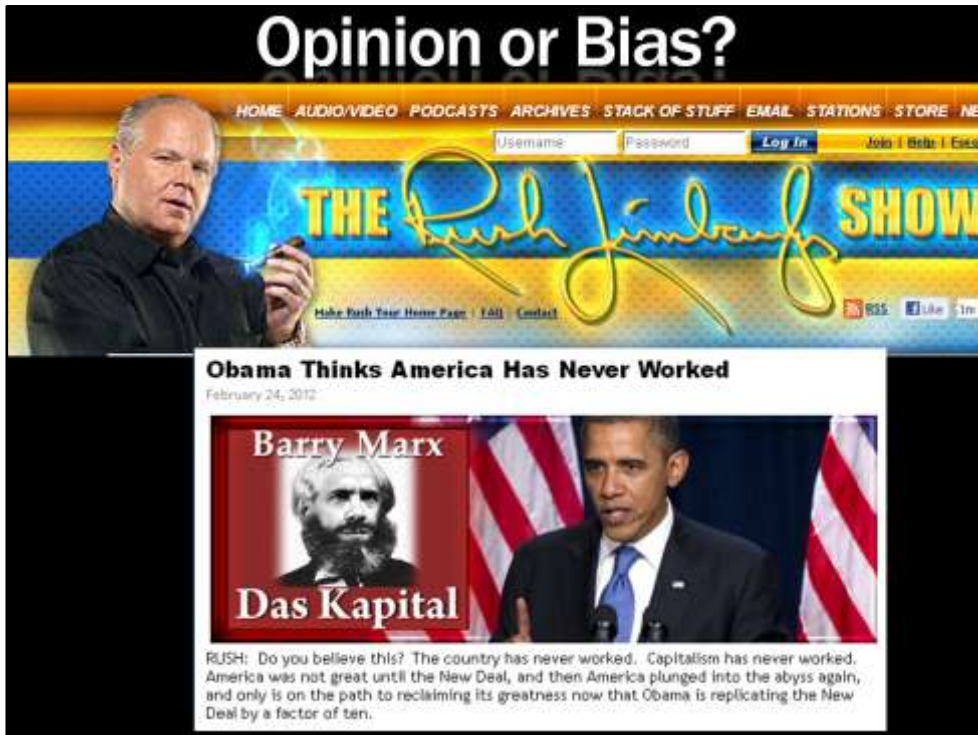 Opinion or Bias?
HOME AUDIO/VIDEO PODCASTS ARCHIVES STACK OF STUFF EMAIL STATIONS STORE
Username Password Log In Join | Help |
THE Rush Limbaugh SHOW
Make Rush Your Home Page | FAQ | Contact
RSS Like 1m
Obama Thinks America Has Never Worked
February 24, 2012
Barry Marx
Das Kapital
RUSH: Do you believe this? The country has never worked. Capitalism has never worked.
America was not great until the New Deal, and then America plunged into the abyss again,
and only is on the path to reclaiming its greatness now that Obama is replicating the New
Deal by a factor of ten.